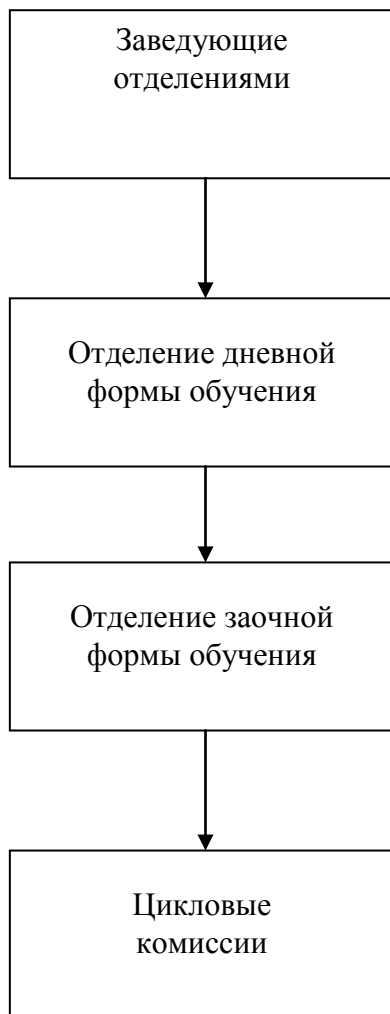 Заведующие
отделениями
Отделение дневной
формы обучения
Отделение заочной
формы обучения
Цикловые
комиссии